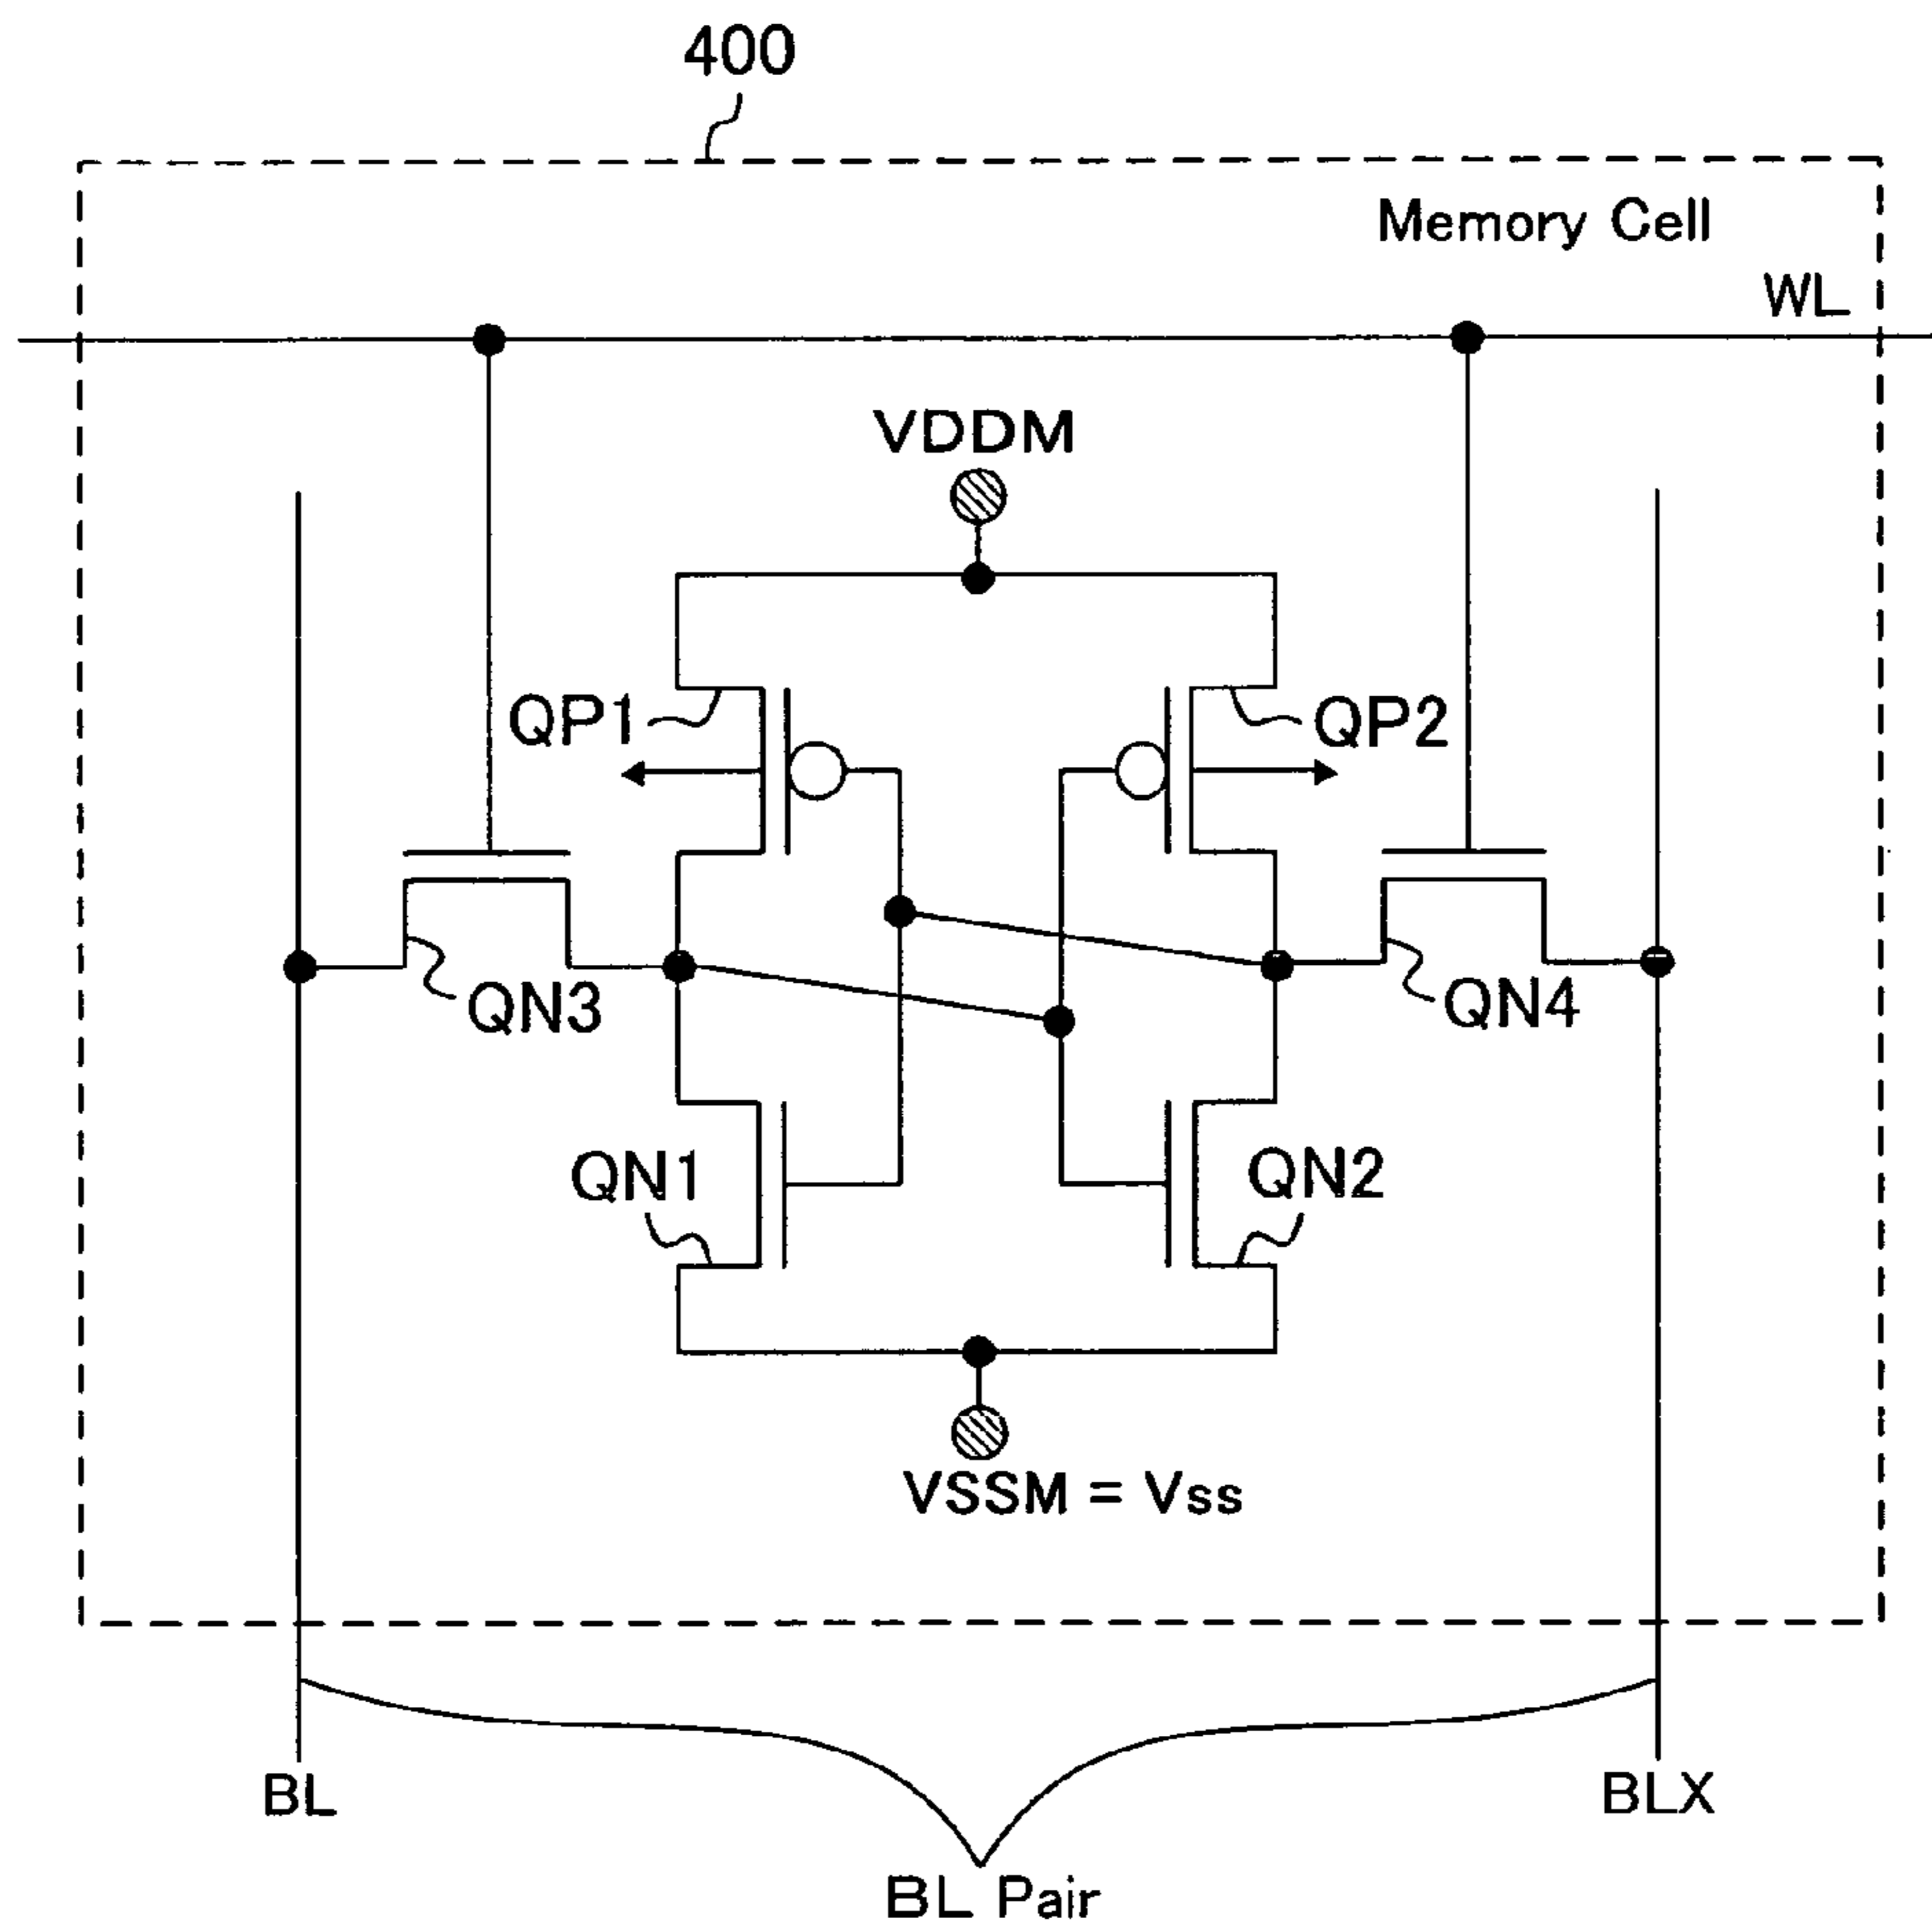 400
Memory Cell
WL
VDDM
QP1
QP2
QN3
QN4
QN1
QN2
VSSM = Vss
BL
BLX
BL Pair